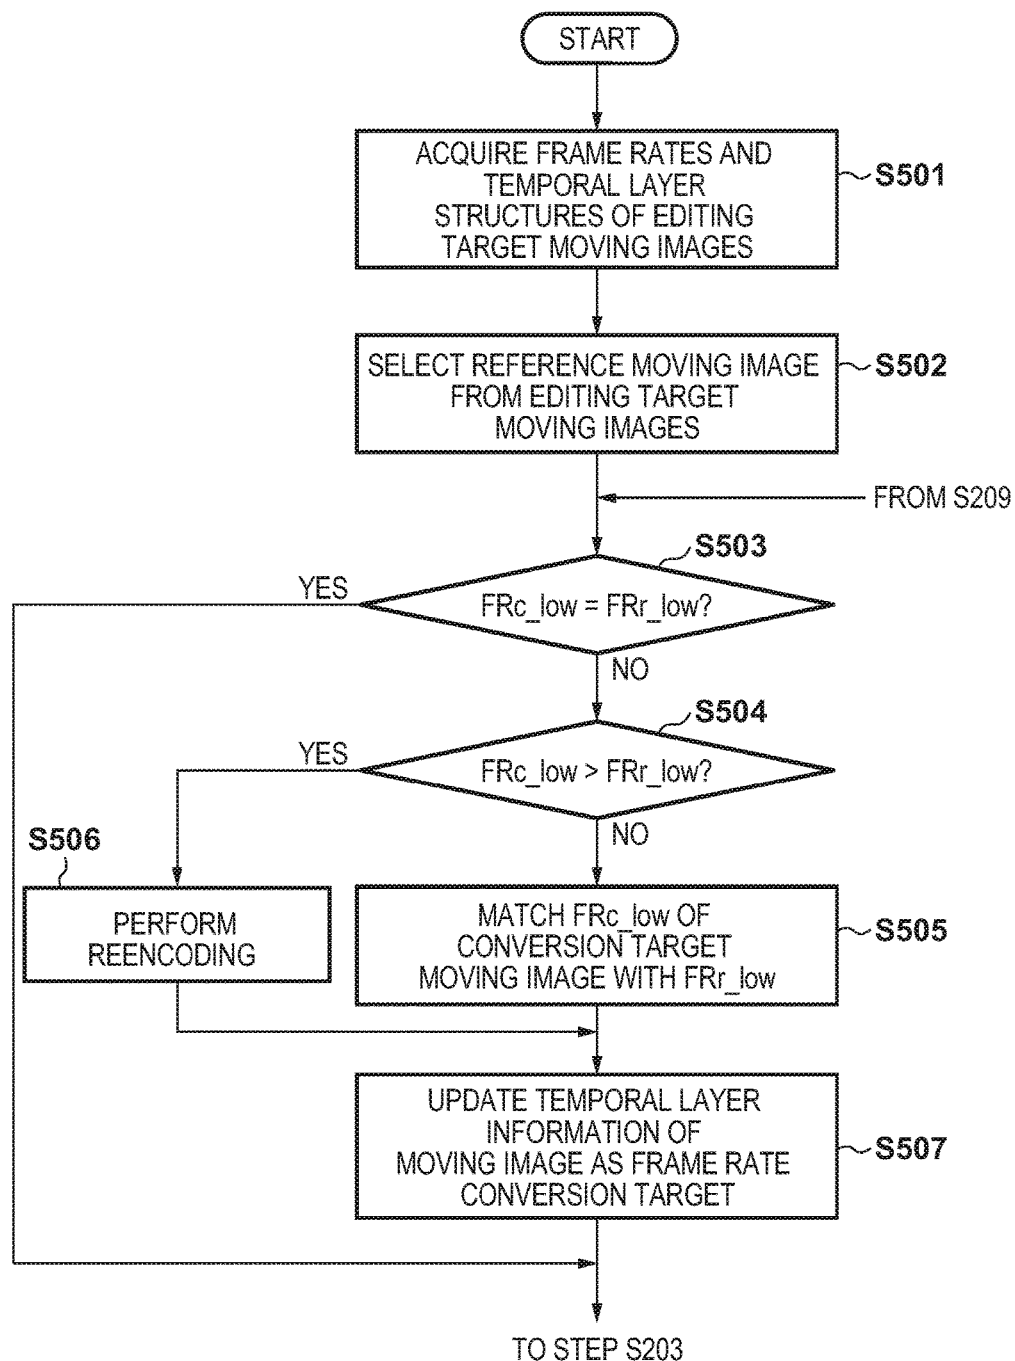 START
ACQUIRE FRAME RATES AND
TEMPORAL LAYER
STRUCTURES OF EDITING
TARGET MOVING IMAGES
S501
SELECT REFERENCE MOVING IMAGE
FROM EDITING TARGET
MOVING IMAGES
S502
FROM S209
S503
YES
FRc_low = FRr_low?
NO
S504
YES
FRc_low > FRr_low?
NO
S506
PERFORM
REENCODING
MATCH FRc_low OF
CONVERSION TARGET
MOVING IMAGE WITH FRr_low
S505
UPDATE TEMPORAL LAYER
INFORMATION OF
MOVING IMAGE AS FRAME RATE
CONVERSION TARGET
S507
TO STEP S203